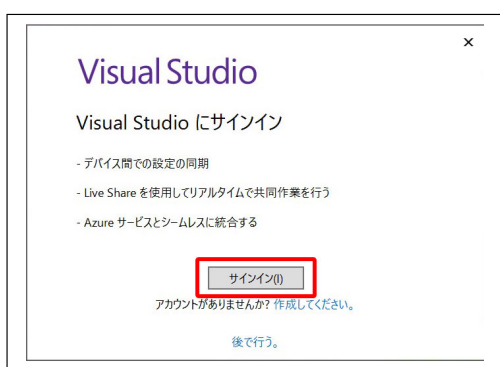 Visual Studio
Visual Studio にサインイン
- デバイス間での設定の同期
- Live Share を使用してリアルタイムで共同作業を行う
- Azure サービスとシームレスに統合する
サインイン(I)
アカウントがありませんか? 作成してください。
後で行う。